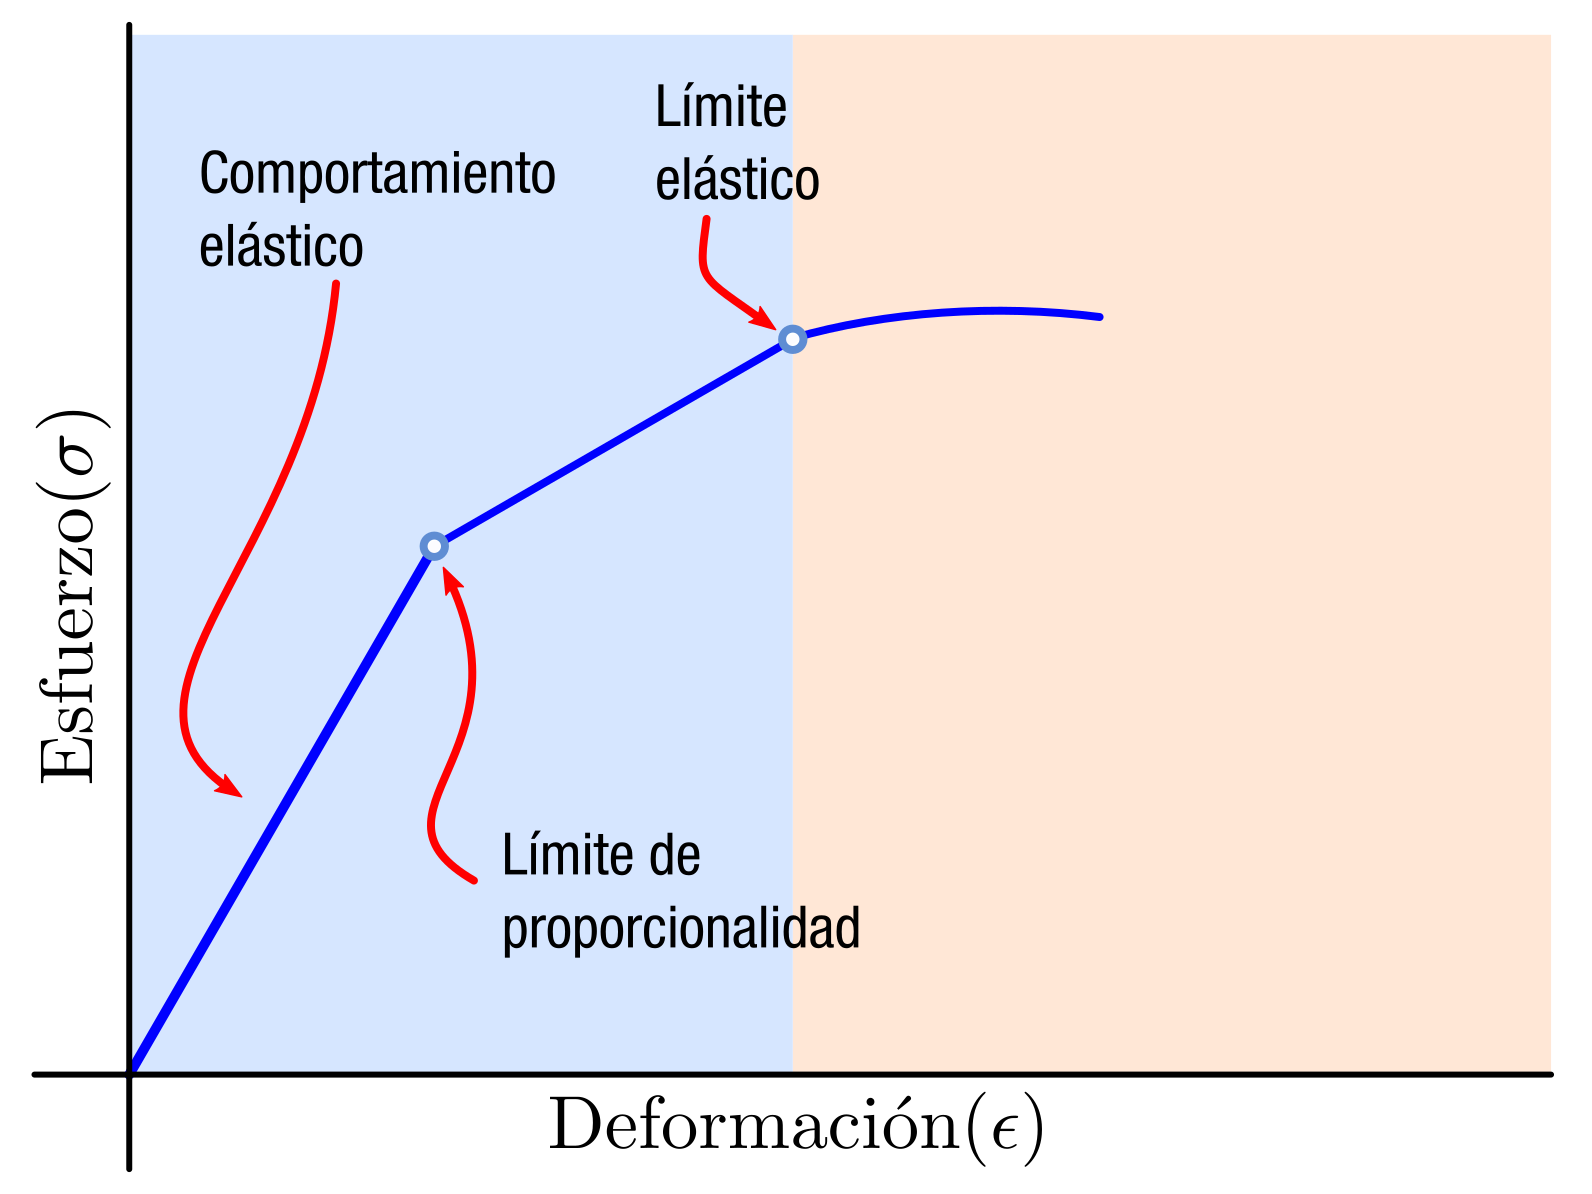 Límite
elástico
Comportamiento
elástico
Esfuerzo(σ)
Límite de
proporcionalidad
Deformación(ϵ)